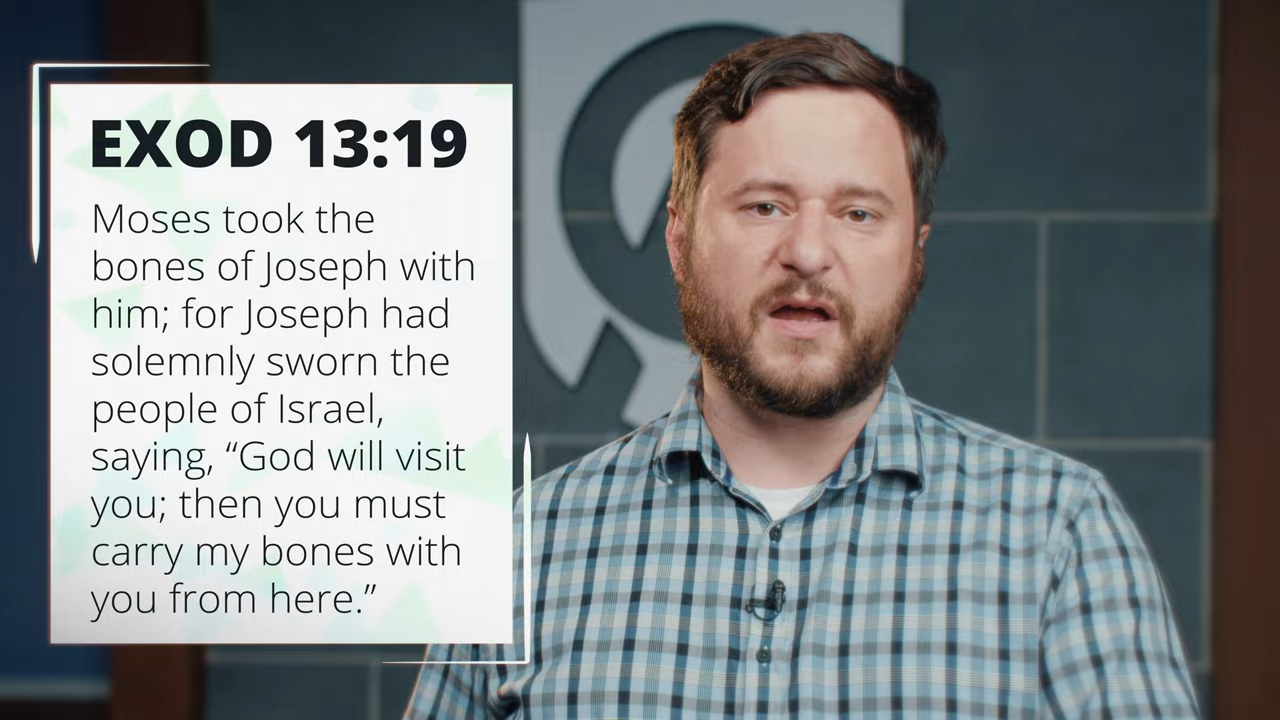 EXOD 13:19
Moses took the
bones of Joseph with
him; for Joseph had
solemnly sworn the
people of Israel,
saying, “God will visit
you; then you must
carry my bones with
you from here.”